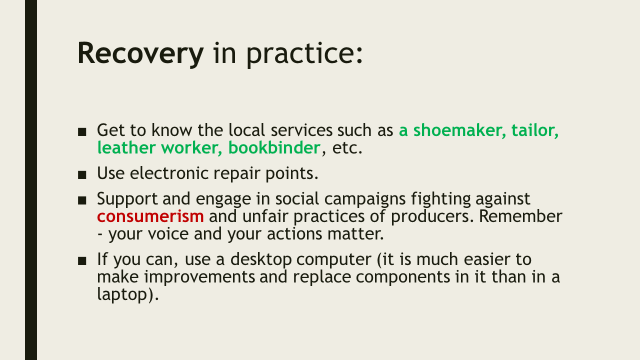 Recovery in practice:
■ Get to know the local services such as a shoemaker, tailor,
leather worker, bookbinder, etc.
■ Use electronic repair points.
■ Support and engage in social campaigns fighting against
consumerism and unfair practices of producers. Remember
- your voice and your actions matter.
■ If you can, use a desktop computer (it is much easier to
make improvements and replace components in it than in a
laptop).